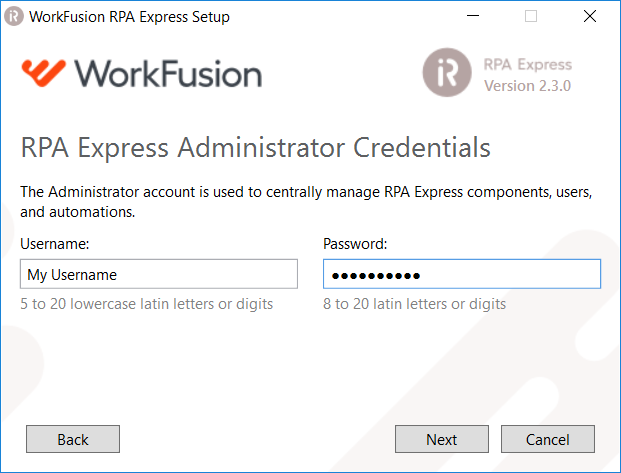 WorkFusion RPA Express Setup
WorkFusion
RPA Express
Version 2.3.0
RPA Express Administrator Credentials
The Administrator account is used to centrally manage RPA Express components, users,
and automations.
Username:
Password:
My Username
●●●●●●●●●●
5 to 20 lowercase latin letters or digits
8 to 20 latin letters or digits
Back
Next
Cancel